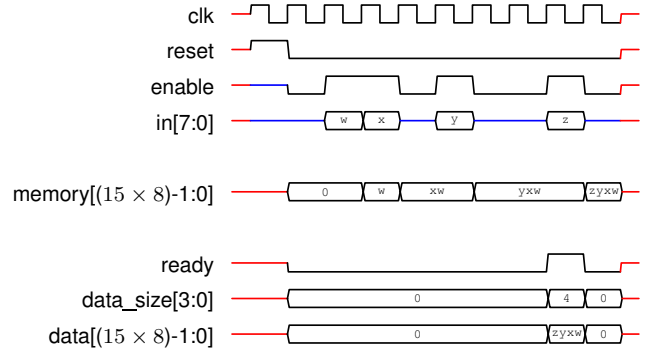 clk
reset
enable
in[7:0] w x y z
memory[(15 × 8)-1:0] 0 w xw yxw zyxw
ready
data_size[3:0] 0 4 0
data[(15 × 8)-1:0] 0 zyxw 0